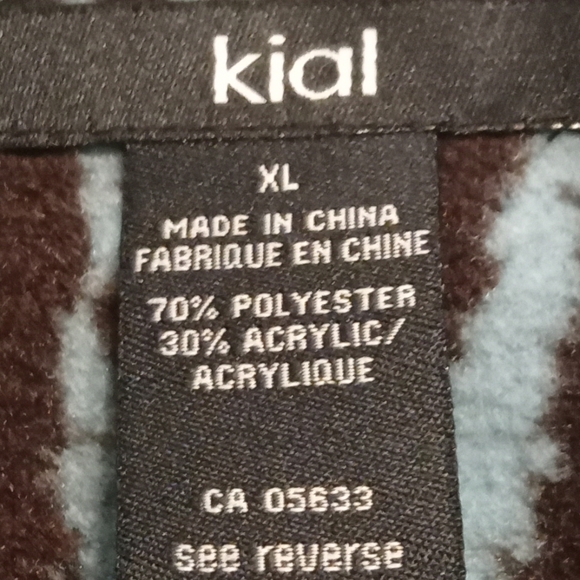 kial
XL
MADE IN CHINA
FABRIQUE EN CHINE
70% POLYESTER
30% ACRYLIC/
ACRYLIQUE
CA 05633
see reverse